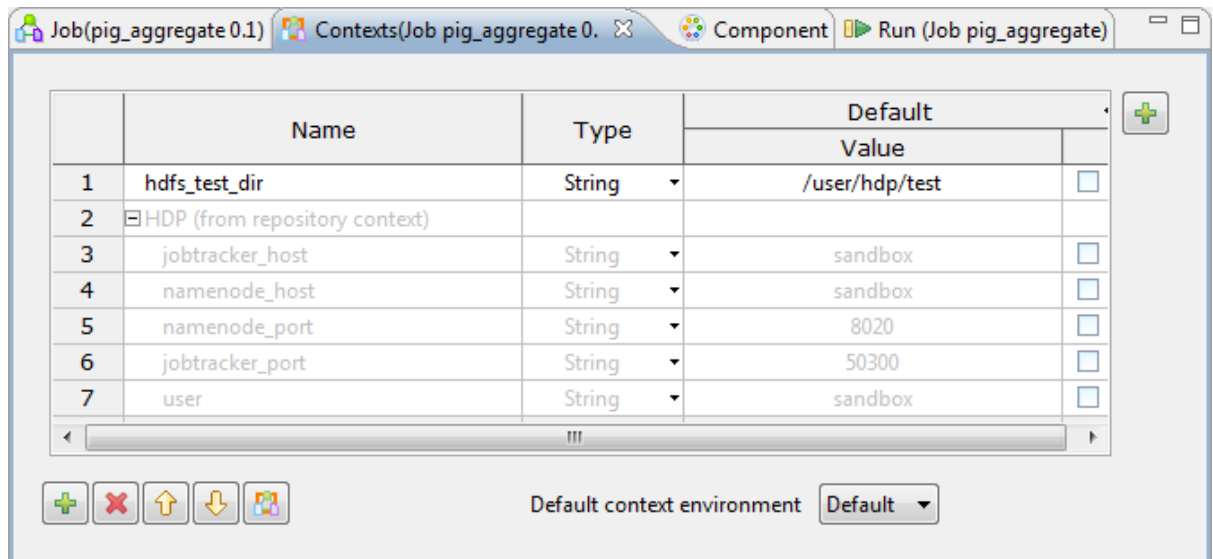 Job(pig_aggregate 0.1) Contexts(Job pig_aggregate 0. Component Run (Job pig_aggregate)
Name Type Default
Value
1 hdfs_test_dir String /user/hdp/test
2 HDP (from repository context)
3 jobtracker_host String sandbox
4 namenode_host String sandbox
5 namenode_port String 8020
6 jobtracker_port String 50300
7 user String sandbox
Default context environment Default